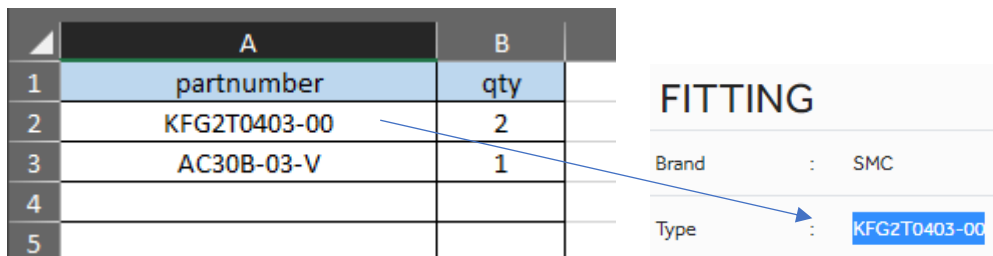 A B
1 partnumber qty
2 KFG2T0403-00 2
3 AC30B-03-V 1
4
5
FITTING
Brand : SMC
Type : KFG2T0403-00